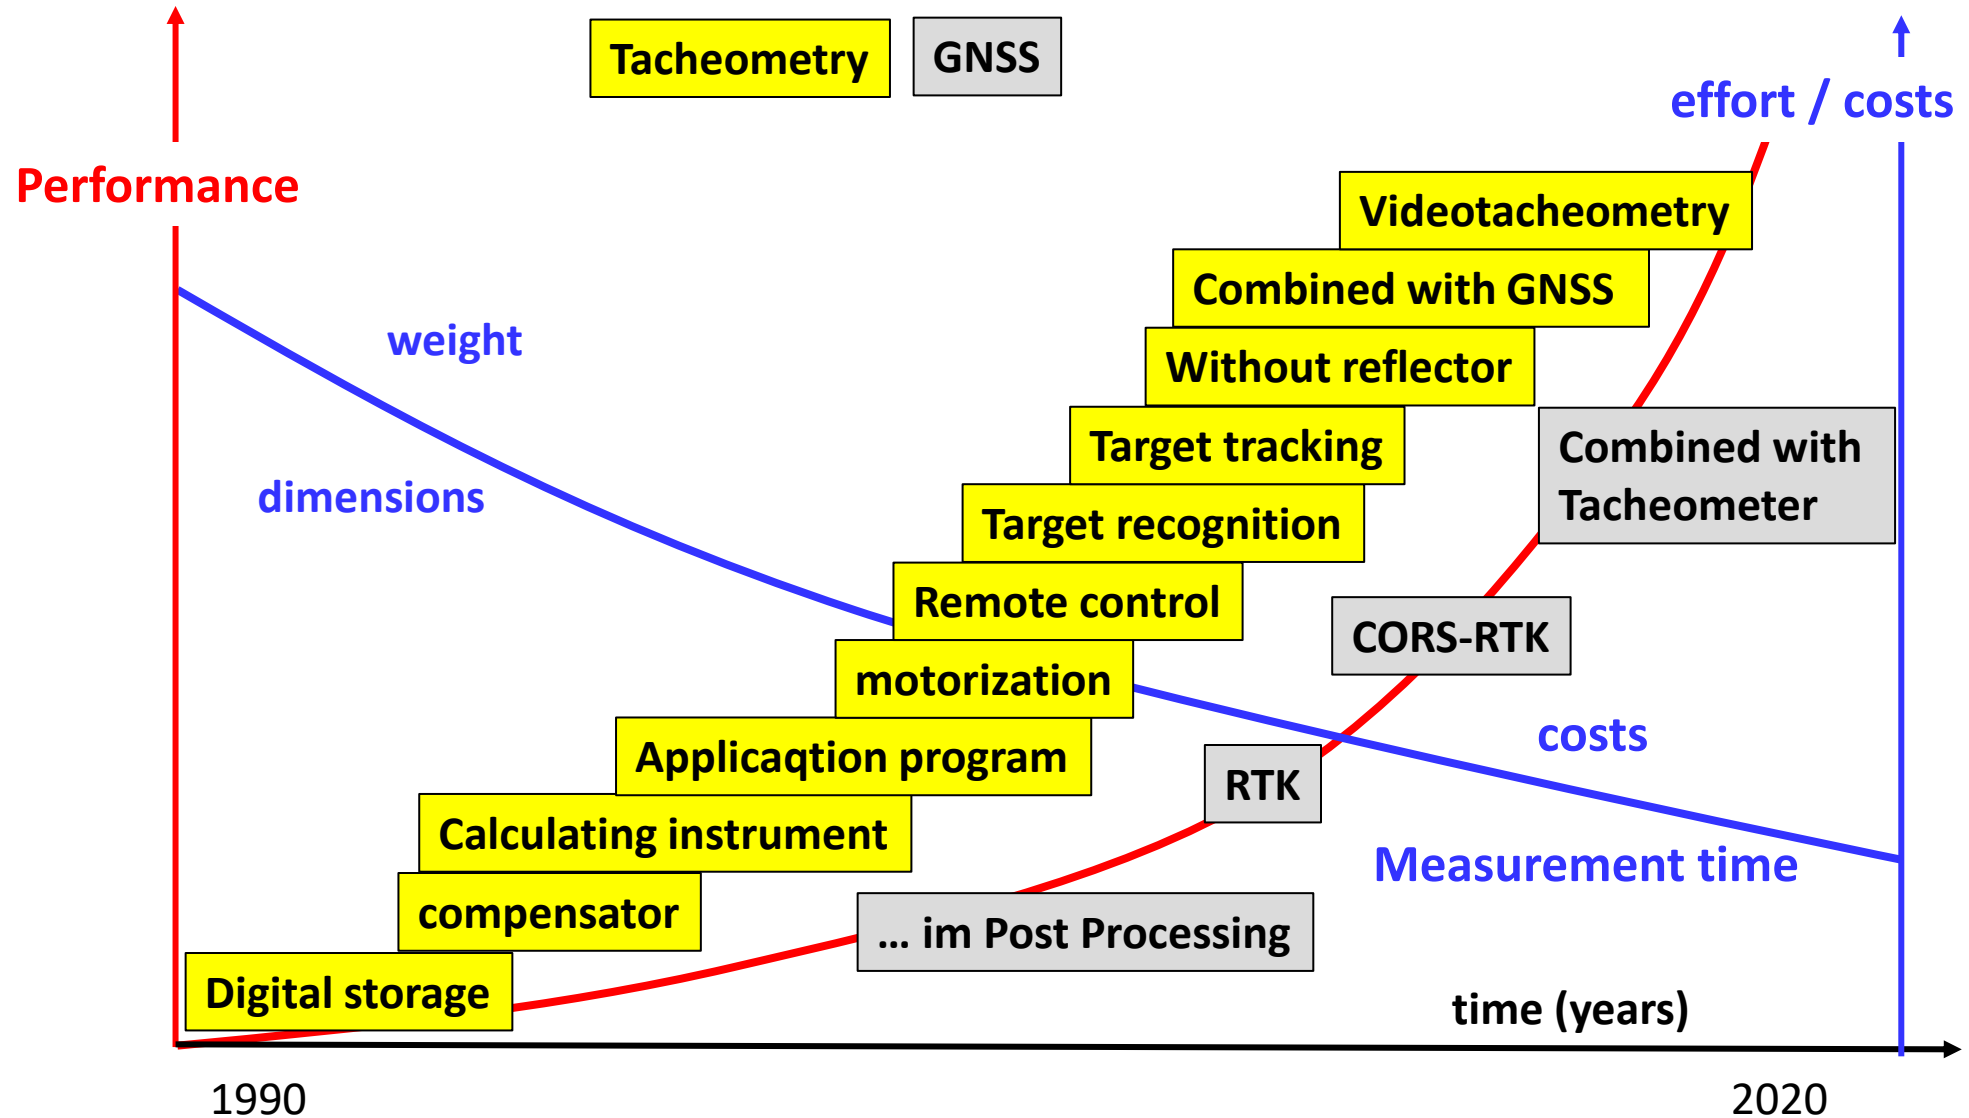 Tacheometry
GNSS
effort / costs
Performance
Videotacheometry
Combined with GNSS
weight
Without reflector
Target tracking
Combined with
Tacheometer
dimensions
Target recognition
Remote control
CORS-RTK
motorization
costs
Applicaqtion program
RTK
Calculating instrument
Measurement time
compensator
... im Post Processing
Digital storage
time (years)
1990
2020